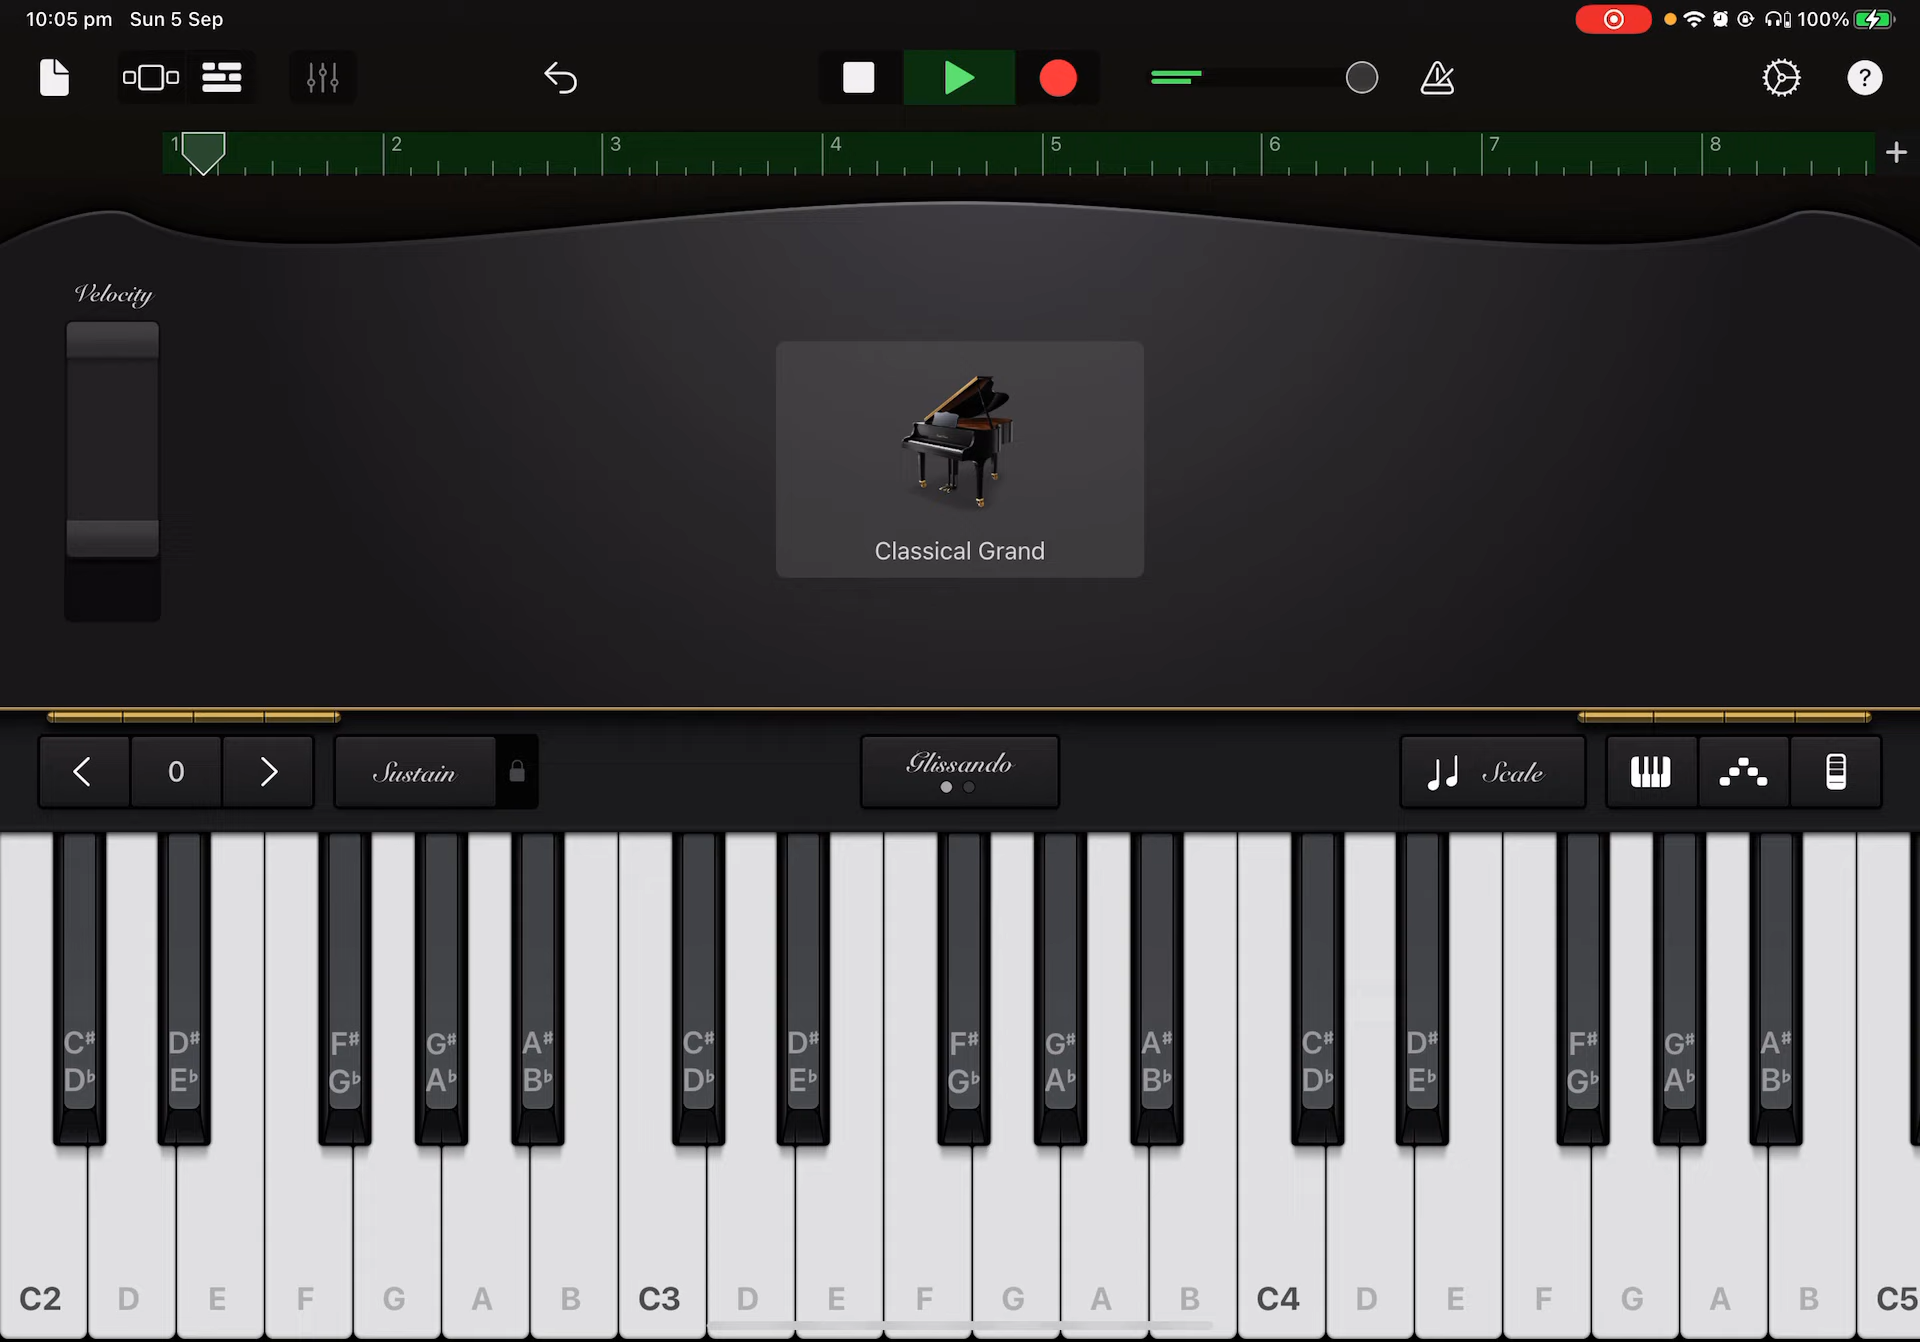 10:05 pm Sun 5 Sep
100%
?
1 2 3 4 5 6 7 8 +
Velocity
Classical Grand
0 Sustain Glissando Scale
C♯ D♯ F♯ G♯ A♯ C♯ D♯ F♯ G♯ A♯ C♯ D♯ F♯ G♯ A♯
D♭ E♭ G♭ A♭ B♭ D♭ E♭ G♭ A♭ B♭ D♭ E♭ G♭ A♭ B♭
C2 D E F G A B C3 D E F G A B C4 D E F G A B C5